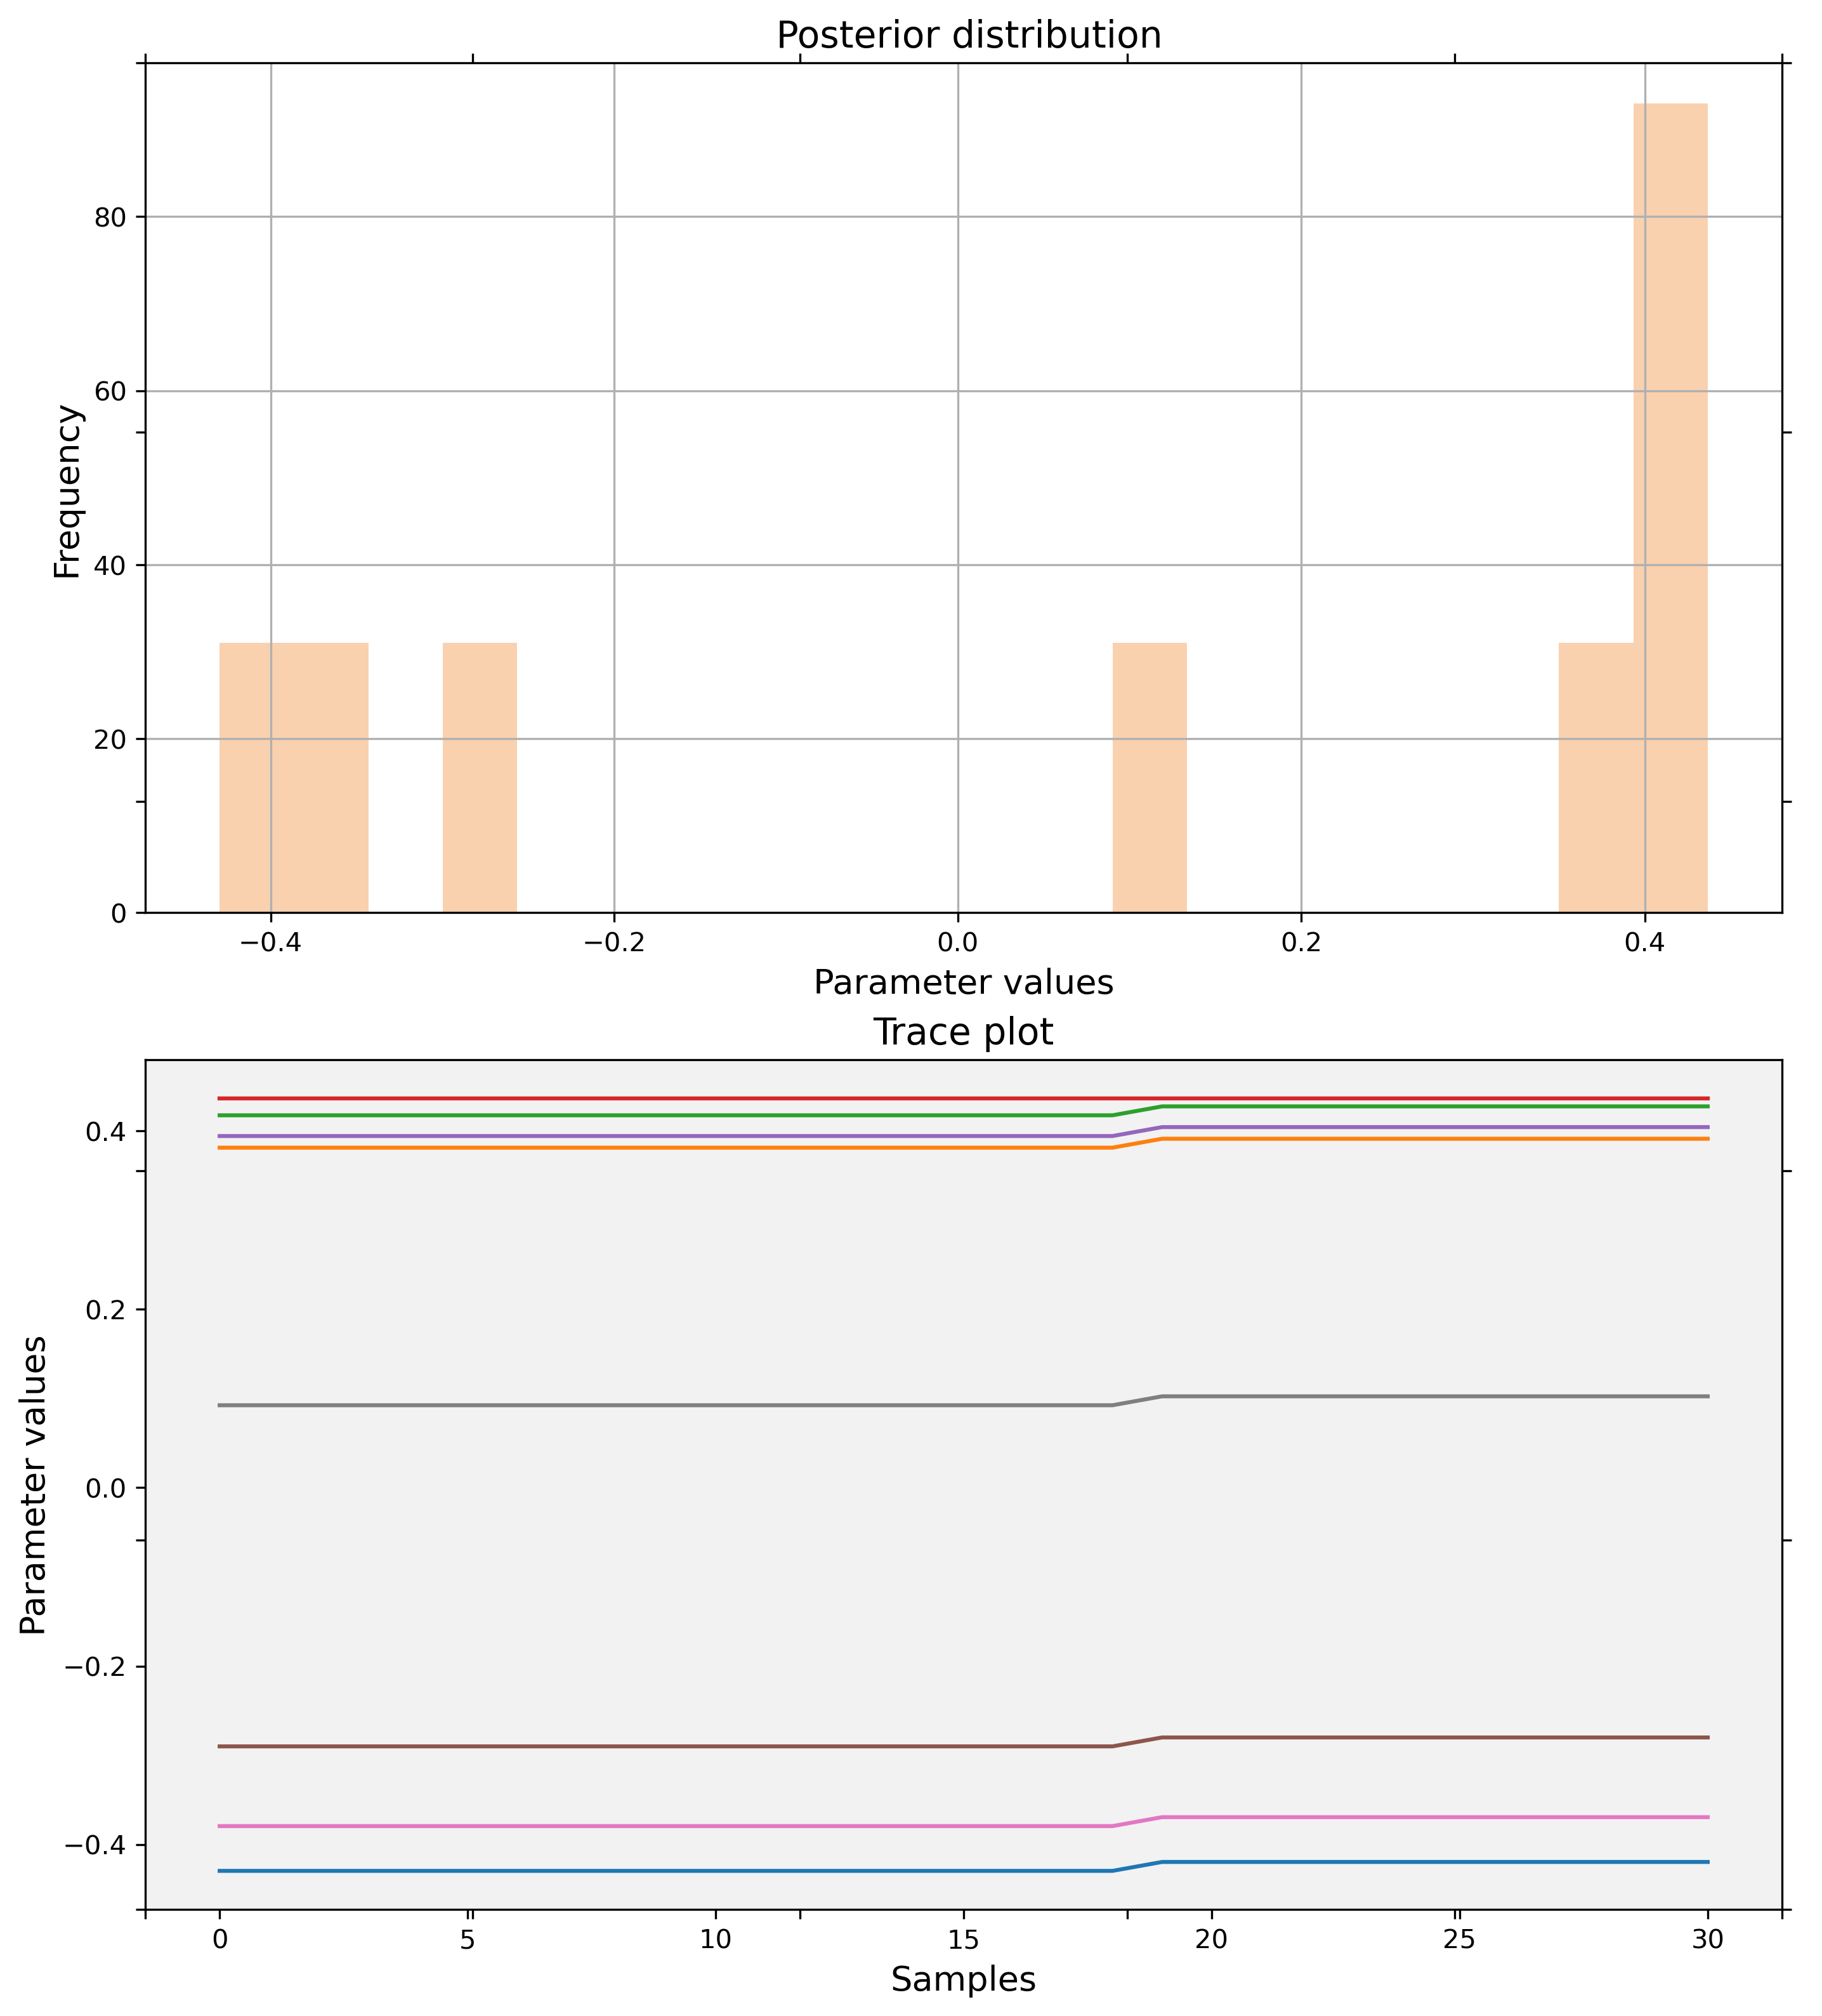 Posterior distribution
Frequency
80
60
40
20
0
−0.4 −0.2 0.0 0.2 0.4
Parameter values
Trace plot
Parameter values
0.4
0.2
0.0
−0.2
−0.4
0 5 10 15 20 25 30
Samples